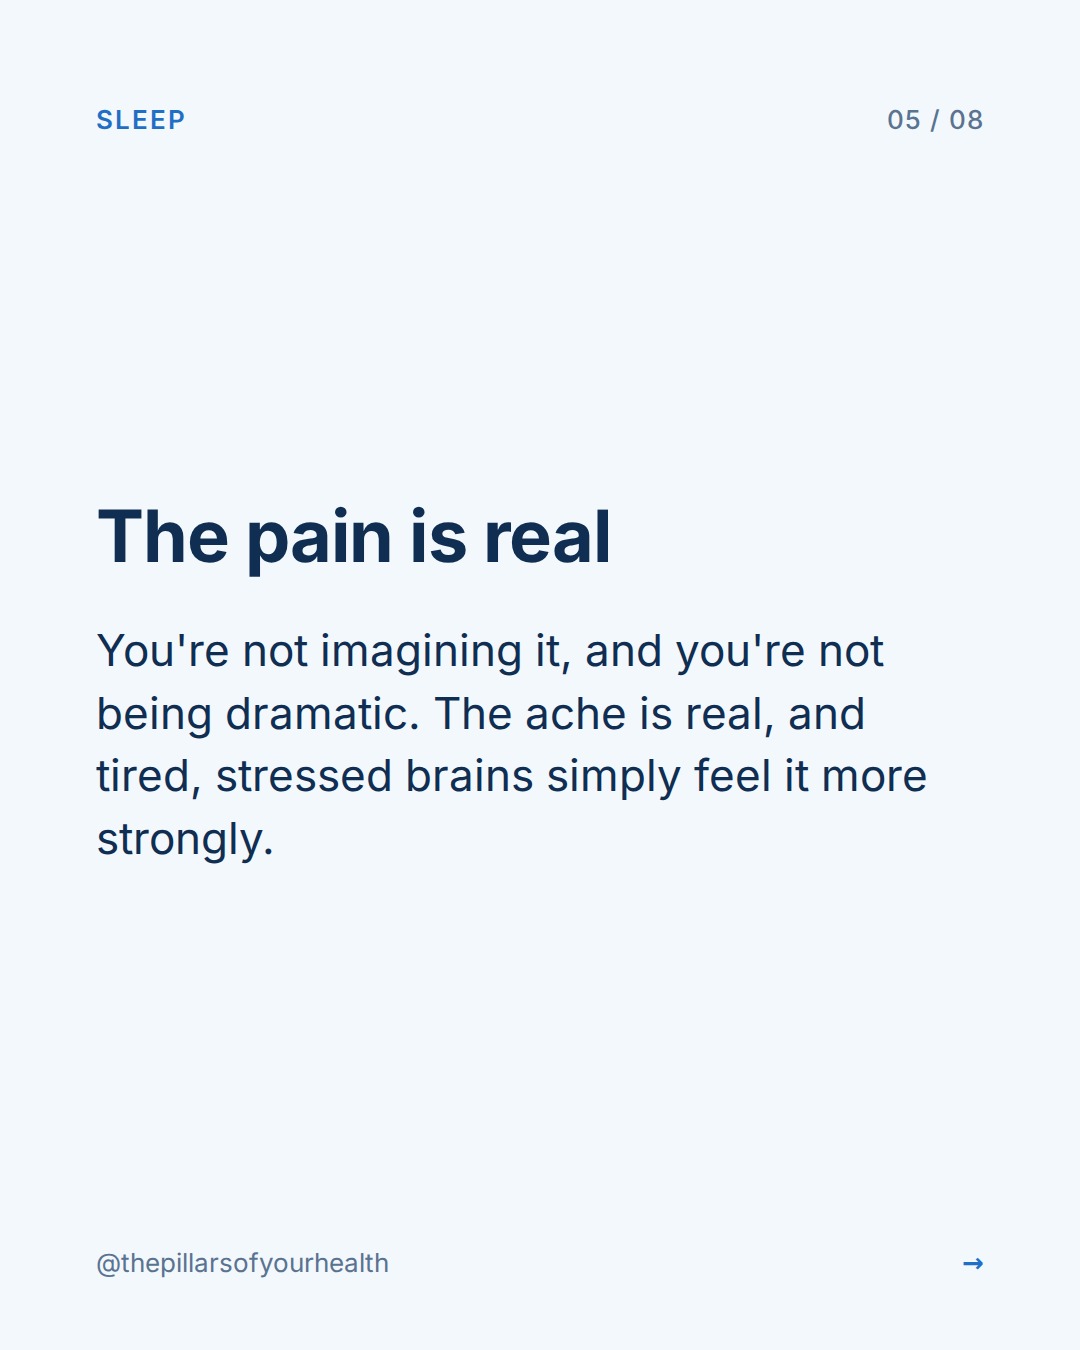 SLEEP
05 / 08
The pain is real
You're not imagining it, and you're not
being dramatic. The ache is real, and
tired, stressed brains simply feel it more
strongly.
@thepillarsofyourhealth
→